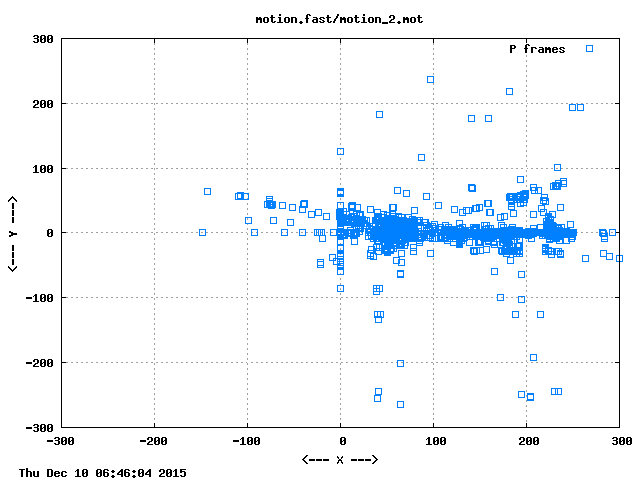 motion.fast/motion_2.mot
P frames
300
200
100
0
-100
-200
-300
<--- Y --->
-300 -200 -100 0 100 200 300
<--- X --->
Thu Dec 10 06:46:04 2015